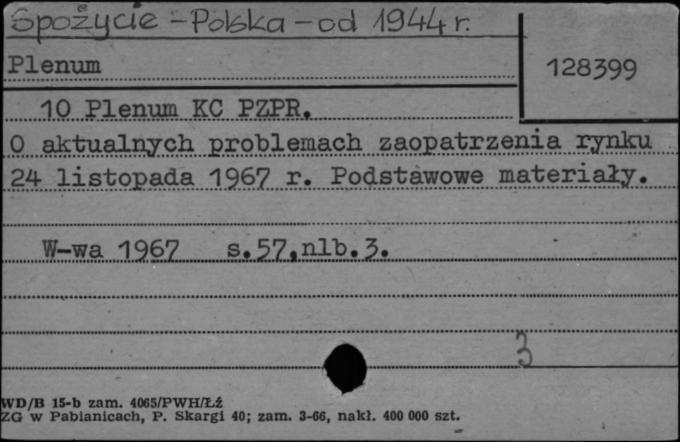 Spożycie - Polska - od 1944 r.
Plenum
128399
10 Plenum KC PZPR.
O aktualnych problemach zaopatrzenia rynku
24 listopada 1967 r. Podstawowe materiały.
W-wa 1967 s.57,nlb.3.
3
WD/B 15-b zam. 4065/PWH/Łź
ZG w Pabianicach, P. Skargi 40; zam. 3-66, nakł. 400 000 szt.